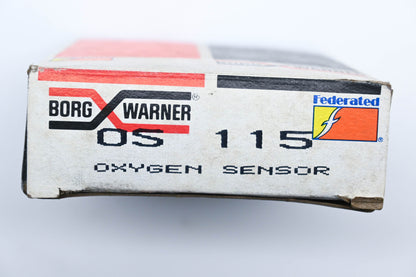 BORG WARNER ®
Federated ®
OS 115
OXYGEN SENSOR